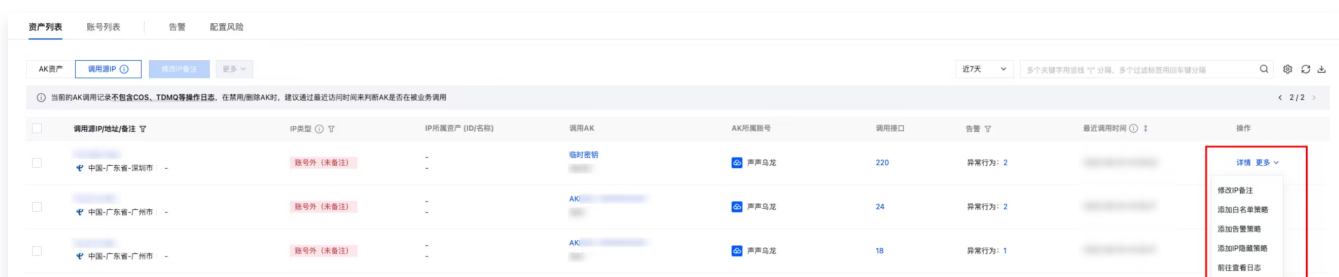 资产列表 账号列表 告警 配置风险
AK资产 调用源IP 修改IP备注 更多 近7天 多个关键字用竖线 "|" 分隔，多个过滤标签用回车键分隔
当前的AK调用记录不包含COS、TDMQ等操作日志，在禁用/删除AK时，建议通过最近访问时间来判断AK是否在被业务调用 2/2
调用源IP/地址/备注 IP类型 IP所属资产 (ID/名称) 调用AK AK所属账号 调用接口 告警 最近调用时间 操作
中国-广东省-深圳市 - 账号外（未备注） - - 临时密钥 声声乌龙 220 异常行为：2 详情 更多
修改IP备注
中国-广东省-广州市 - 账号外（未备注） - - AK 声声乌龙 24 异常行为：2 添加白名单策略
添加告警策略
中国-广东省-广州市 - 账号外（未备注） - - AK 声声乌龙 18 异常行为：1 添加IP隐藏策略
前往查看日志